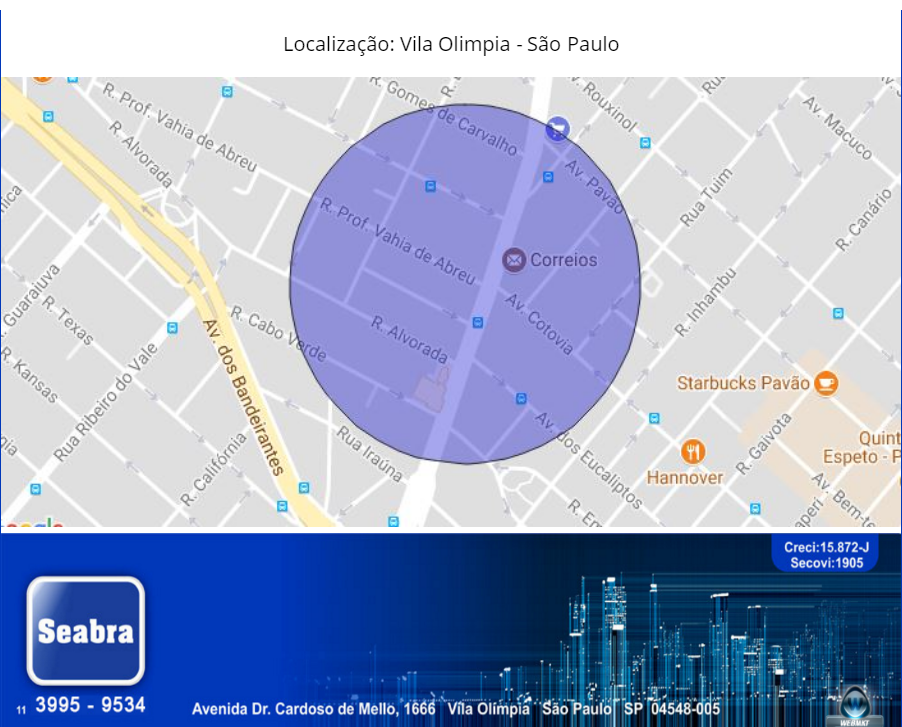 Localização: Vila Olimpia - São Paulo
R. Gomes de Carvalho
R. Rouxinol
R. Prof. Vahia de Abreu
Av. Macuco
R. Alvorada
Av. Pavão
Rua Tuim
R. Canário
R. Prof. Vahia de Abreu
Correios
R. Guaraiuva
R. Texas
R. Cabo Verde
Av. Cotovia
R. Inhambu
R. Alvorada
R. Kansas
Rua Ribeiro do Vale
Av. dos Bandeirantes
Starbucks Pavão
Rua Iraúna
Av. dos Eucaliptos
R. Gaivota
Quint
Espeto - P
R. Califórnia
Hannover
Av. Bem-te
Creci:15.872-J
Secovi:1905
Seabra
11 3995 - 9534
Avenida Dr. Cardoso de Mello, 1666 Vila Olímpia São Paulo SP 04548-005
WEBMKT